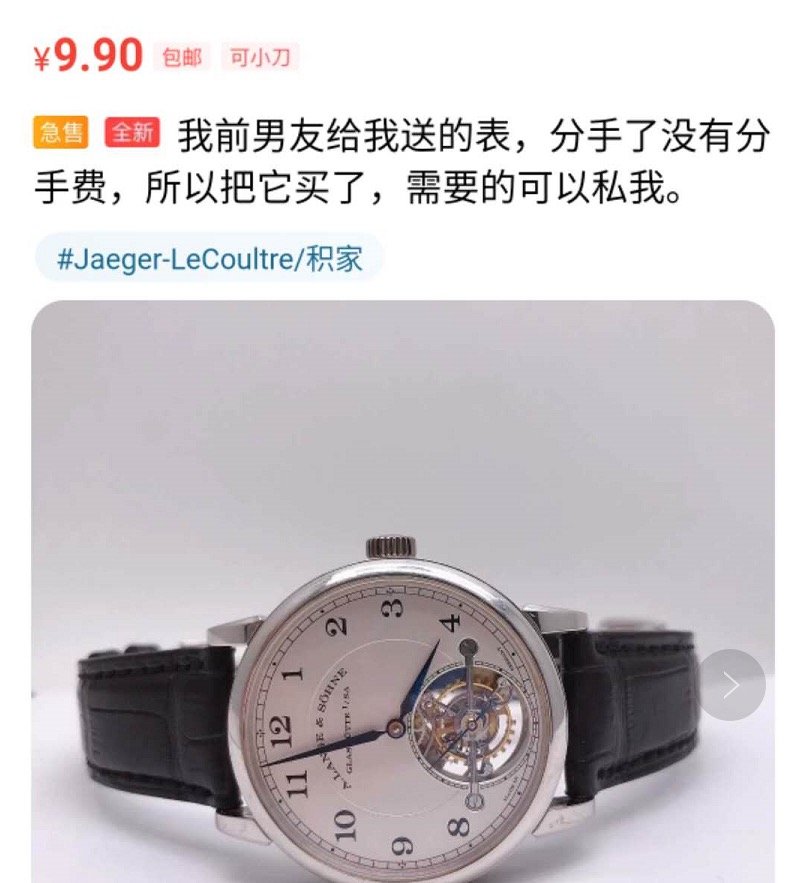 ¥9.90 包邮 可小刀
急售 全新 我前男友给我送的表，分手了没有分
手费，所以把它买了，需要的可以私我。
#Jaeger-LeCoultre/积家
1
2
3
4
8
9
10
11
12
LANGE & SÖHNE
GLASHÜTTE I/SA